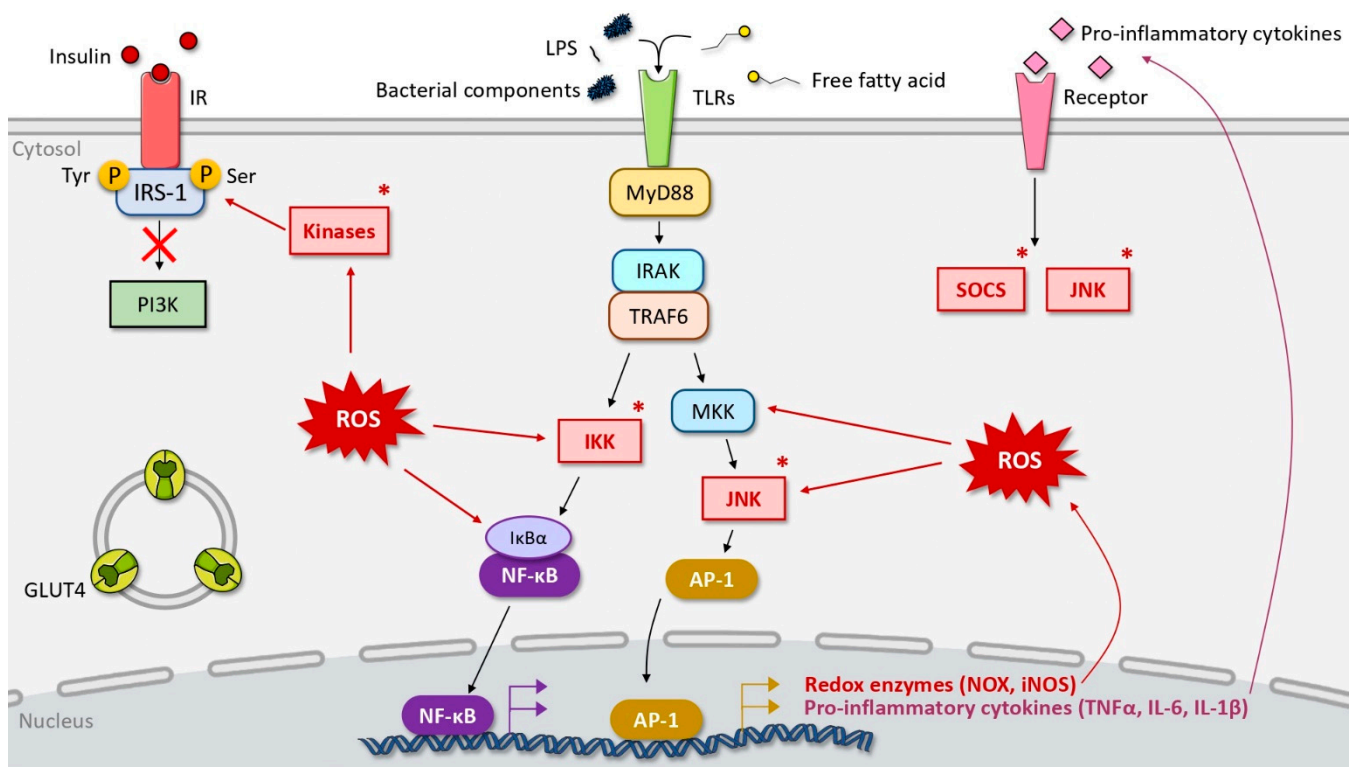 Insulin
IR
LPS
Bacterial components
TLRs
Free fatty acid
Pro-inflammatory cytokines
Receptor
Cytosol
Tyr
P
P
Ser
IRS-1
*
Kinases
MyD88
PI3K
IRAK
TRAF6
*
SOCS
*
JNK
ROS
*
IKK
MKK
*
JNK
ROS
IκBα
NF-κB
AP-1
GLUT4
Nucleus
NF-κB
AP-1
Redox enzymes (NOX, iNOS)
Pro-inflammatory cytokines (TNFα, IL-6, IL-1β)